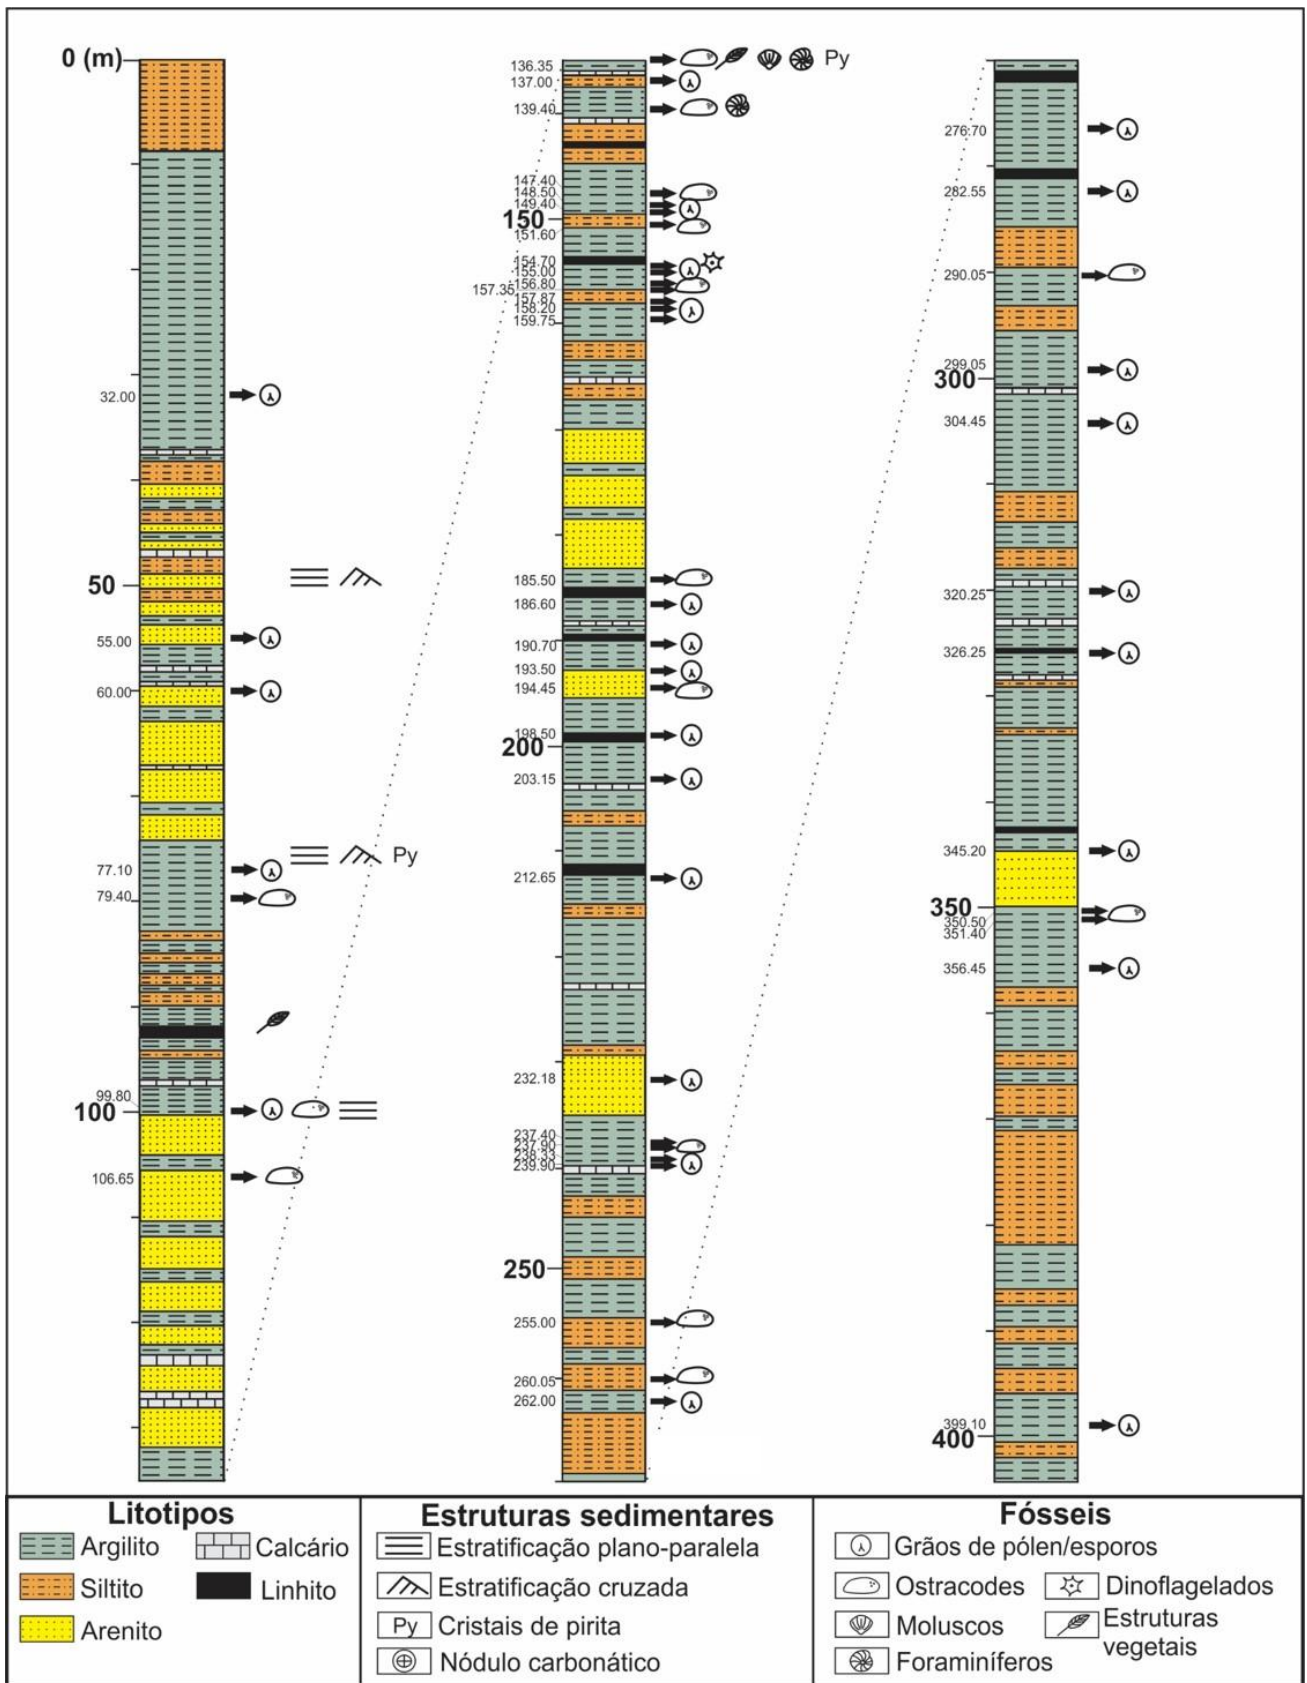 0 (m)
32.00
50
55.00
60.00
77.10
Py
79.40
99.80
100
106.65
136.35
Py
137.00
139.40
147.40
148.50
149.40
150
151.60
154.70
155.00
156.80
157.35
157.87
158.20
159.75
185.50
186.60
190.70
193.50
194.45
198.50
200
203.15
212.65
232.18
237.40
237.90
238.33
239.90
250
255.00
260.05
262.00
276.70
282.55
290.05
299.05
300
304.45
320.25
326.25
345.20
350
350.50
351.40
356.45
399.10
400
Litotipos
Argilito
Calcário
Siltito
Linhito
Arenito
Estruturas sedimentares
Estratificação plano-paralela
Estratificação cruzada
Py Cristais de pirita
Nódulo carbonático
Fósseis
Grãos de pólen/esporos
Ostracodes
Dinoflagelados
Moluscos
Estruturas
vegetais
Foraminíferos